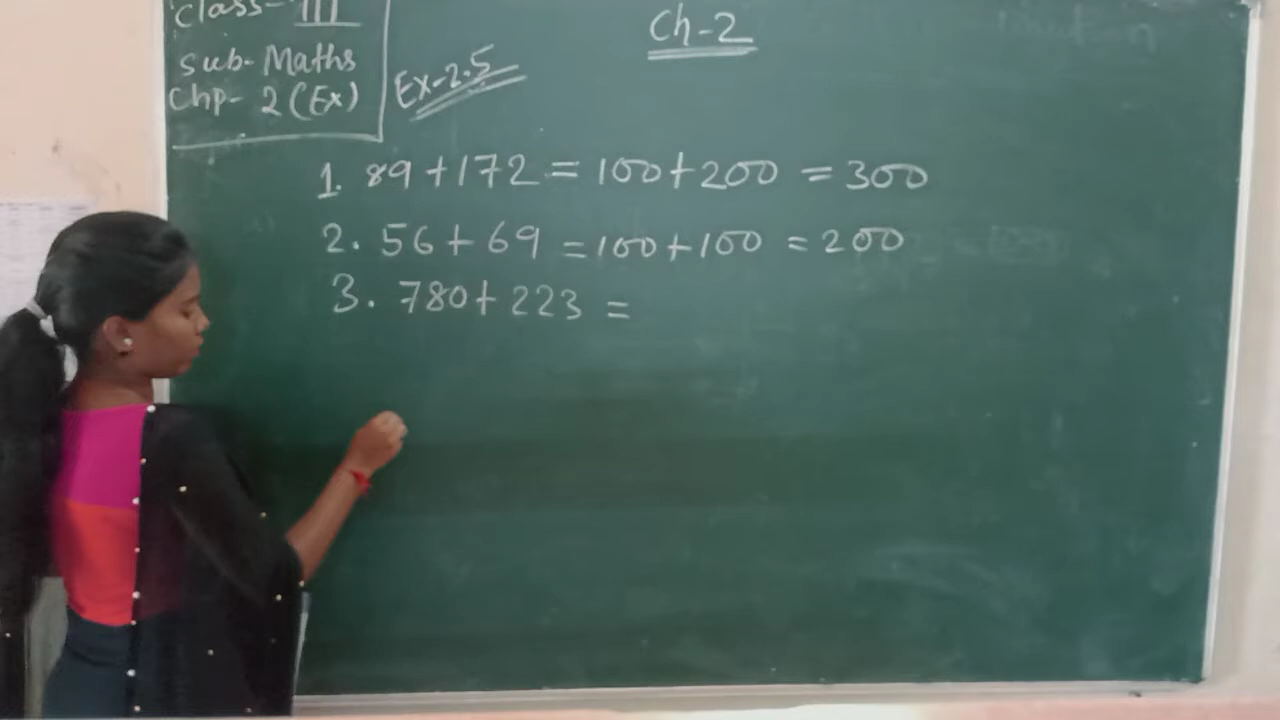 Class- III
Sub- Maths
Chp- 2 (Ex)
Ex-2.5
Ch-2
1. 89+172 = 100+200 = 300
2. 56+69 = 100+100 = 200
3. 780+223 =